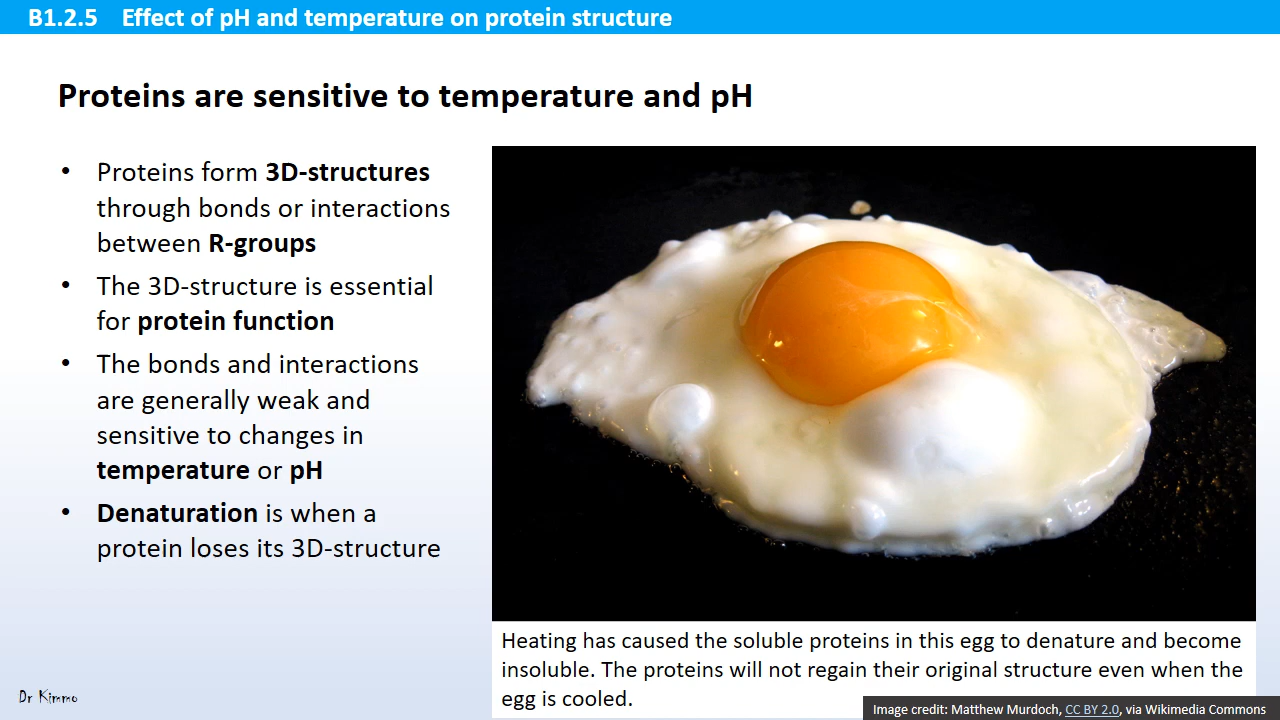 B1.2.5 Effect of pH and temperature on protein structure
Proteins are sensitive to temperature and pH
• Proteins form 3D-structures
through bonds or interactions
between R-groups
• The 3D-structure is essential
for protein function
• The bonds and interactions
are generally weak and
sensitive to changes in
temperature or pH
• Denaturation is when a
protein loses its 3D-structure
Heating has caused the soluble proteins in this egg to denature and become
insoluble. The proteins will not regain their original structure even when the
egg is cooled.
Dr Kimmo
Image credit: Matthew Murdoch, CC BY 2.0, via Wikimedia Commons